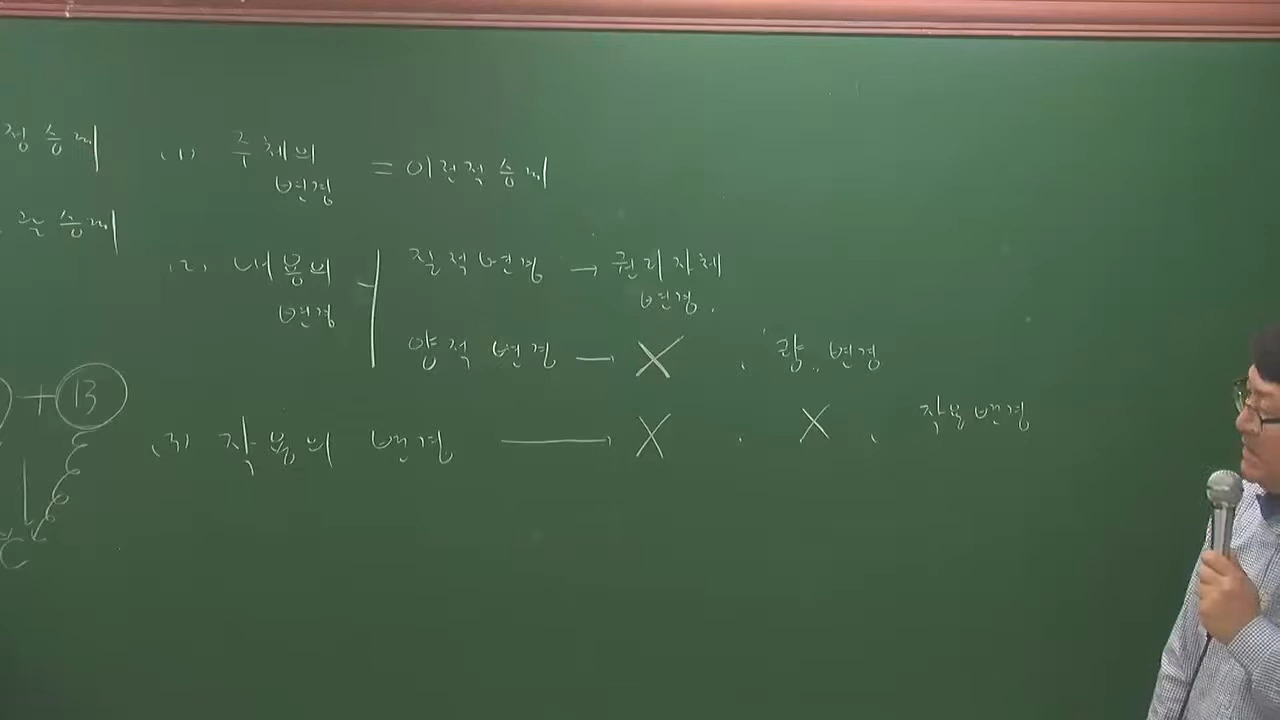 정승계
승계
(1) 주체의 변경 = 이전적 승계
(2) 내용의 변경
질적 변경 → 권리자체 변경.
양적 변경 → X . 량 .. 변경
(3) 작용의 변경 → X . X . 작용변경
+ B
C